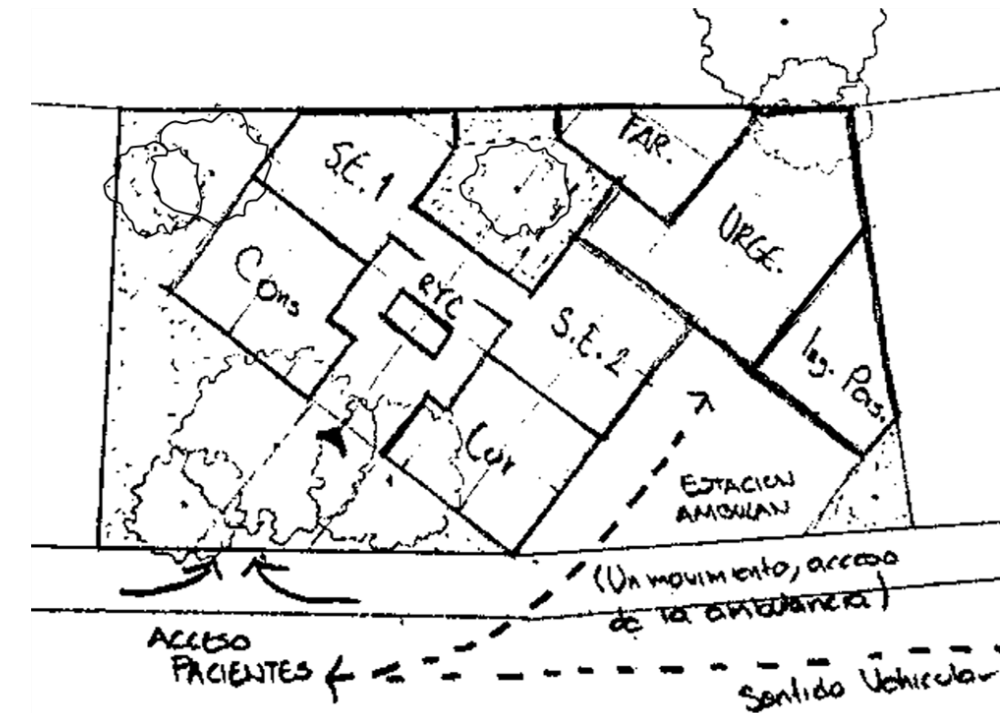 FAR.
S.E. 1
URGE.
Cons
RYC
S.E. 2
Ing. Pas.
Cur
ESTACION
AMBULAN
(Un movimiento, acceso
de la ambulancia)
ACCESO
PACIENTES
Sentido Vehicular